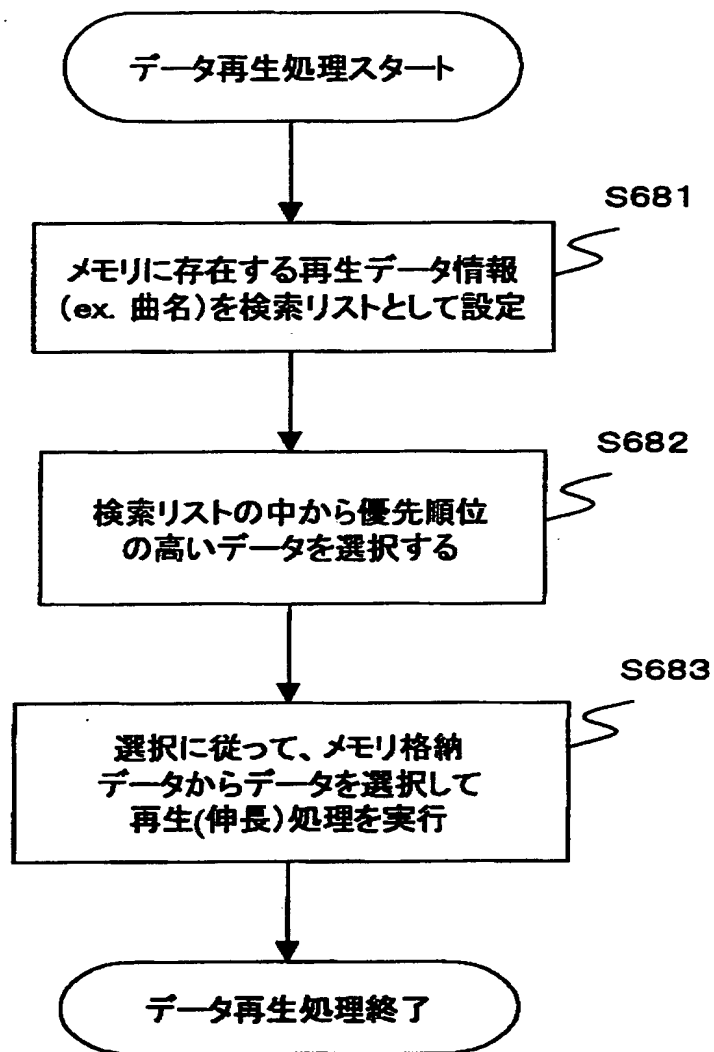 データ再生処理スタート
S681
メモリに存在する再生データ情報
（ex. 曲名）を検索リストとして設定
S682
検索リストの中から優先順位
の高いデータを選択する
S683
選択に従って、メモリ格納
データからデータを選択して
再生(伸長）処理を実行
データ再生処理終了